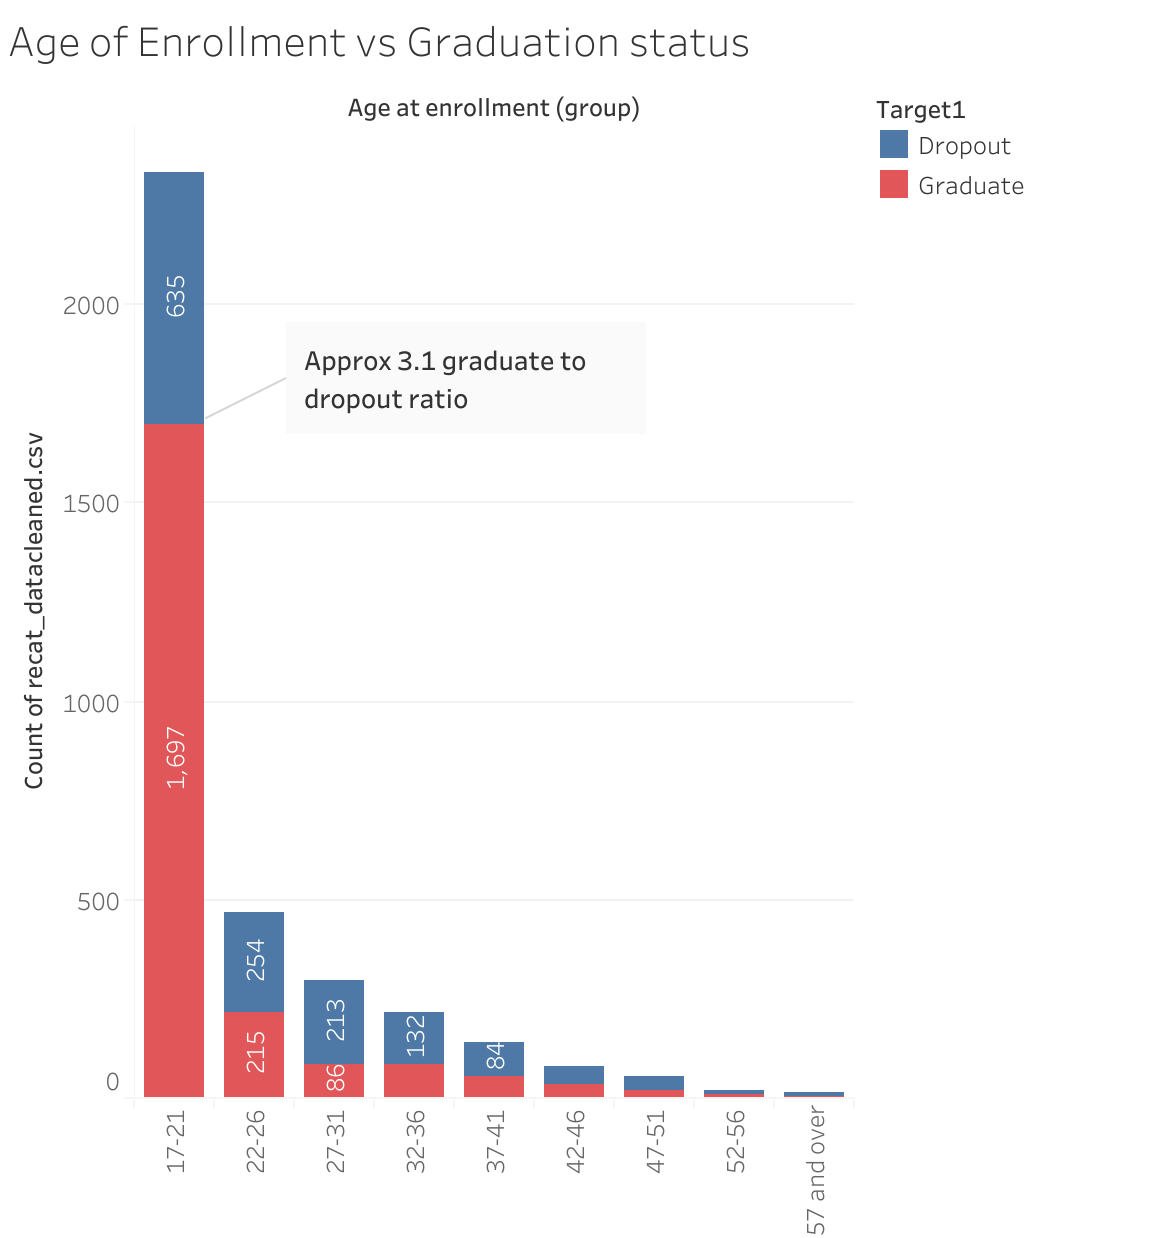 Age of Enrollment vs Graduation status
Age at enrollment (group)
Target1
Dropout
Graduate
Count of recat_datacleaned.csv
2000
1500
1000
500
0
635
1,697
Approx 3.1 graduate to
dropout ratio
254
215
213
86
132
84
17-21
22-26
27-31
32-36
37-41
42-46
47-51
52-56
57 and over